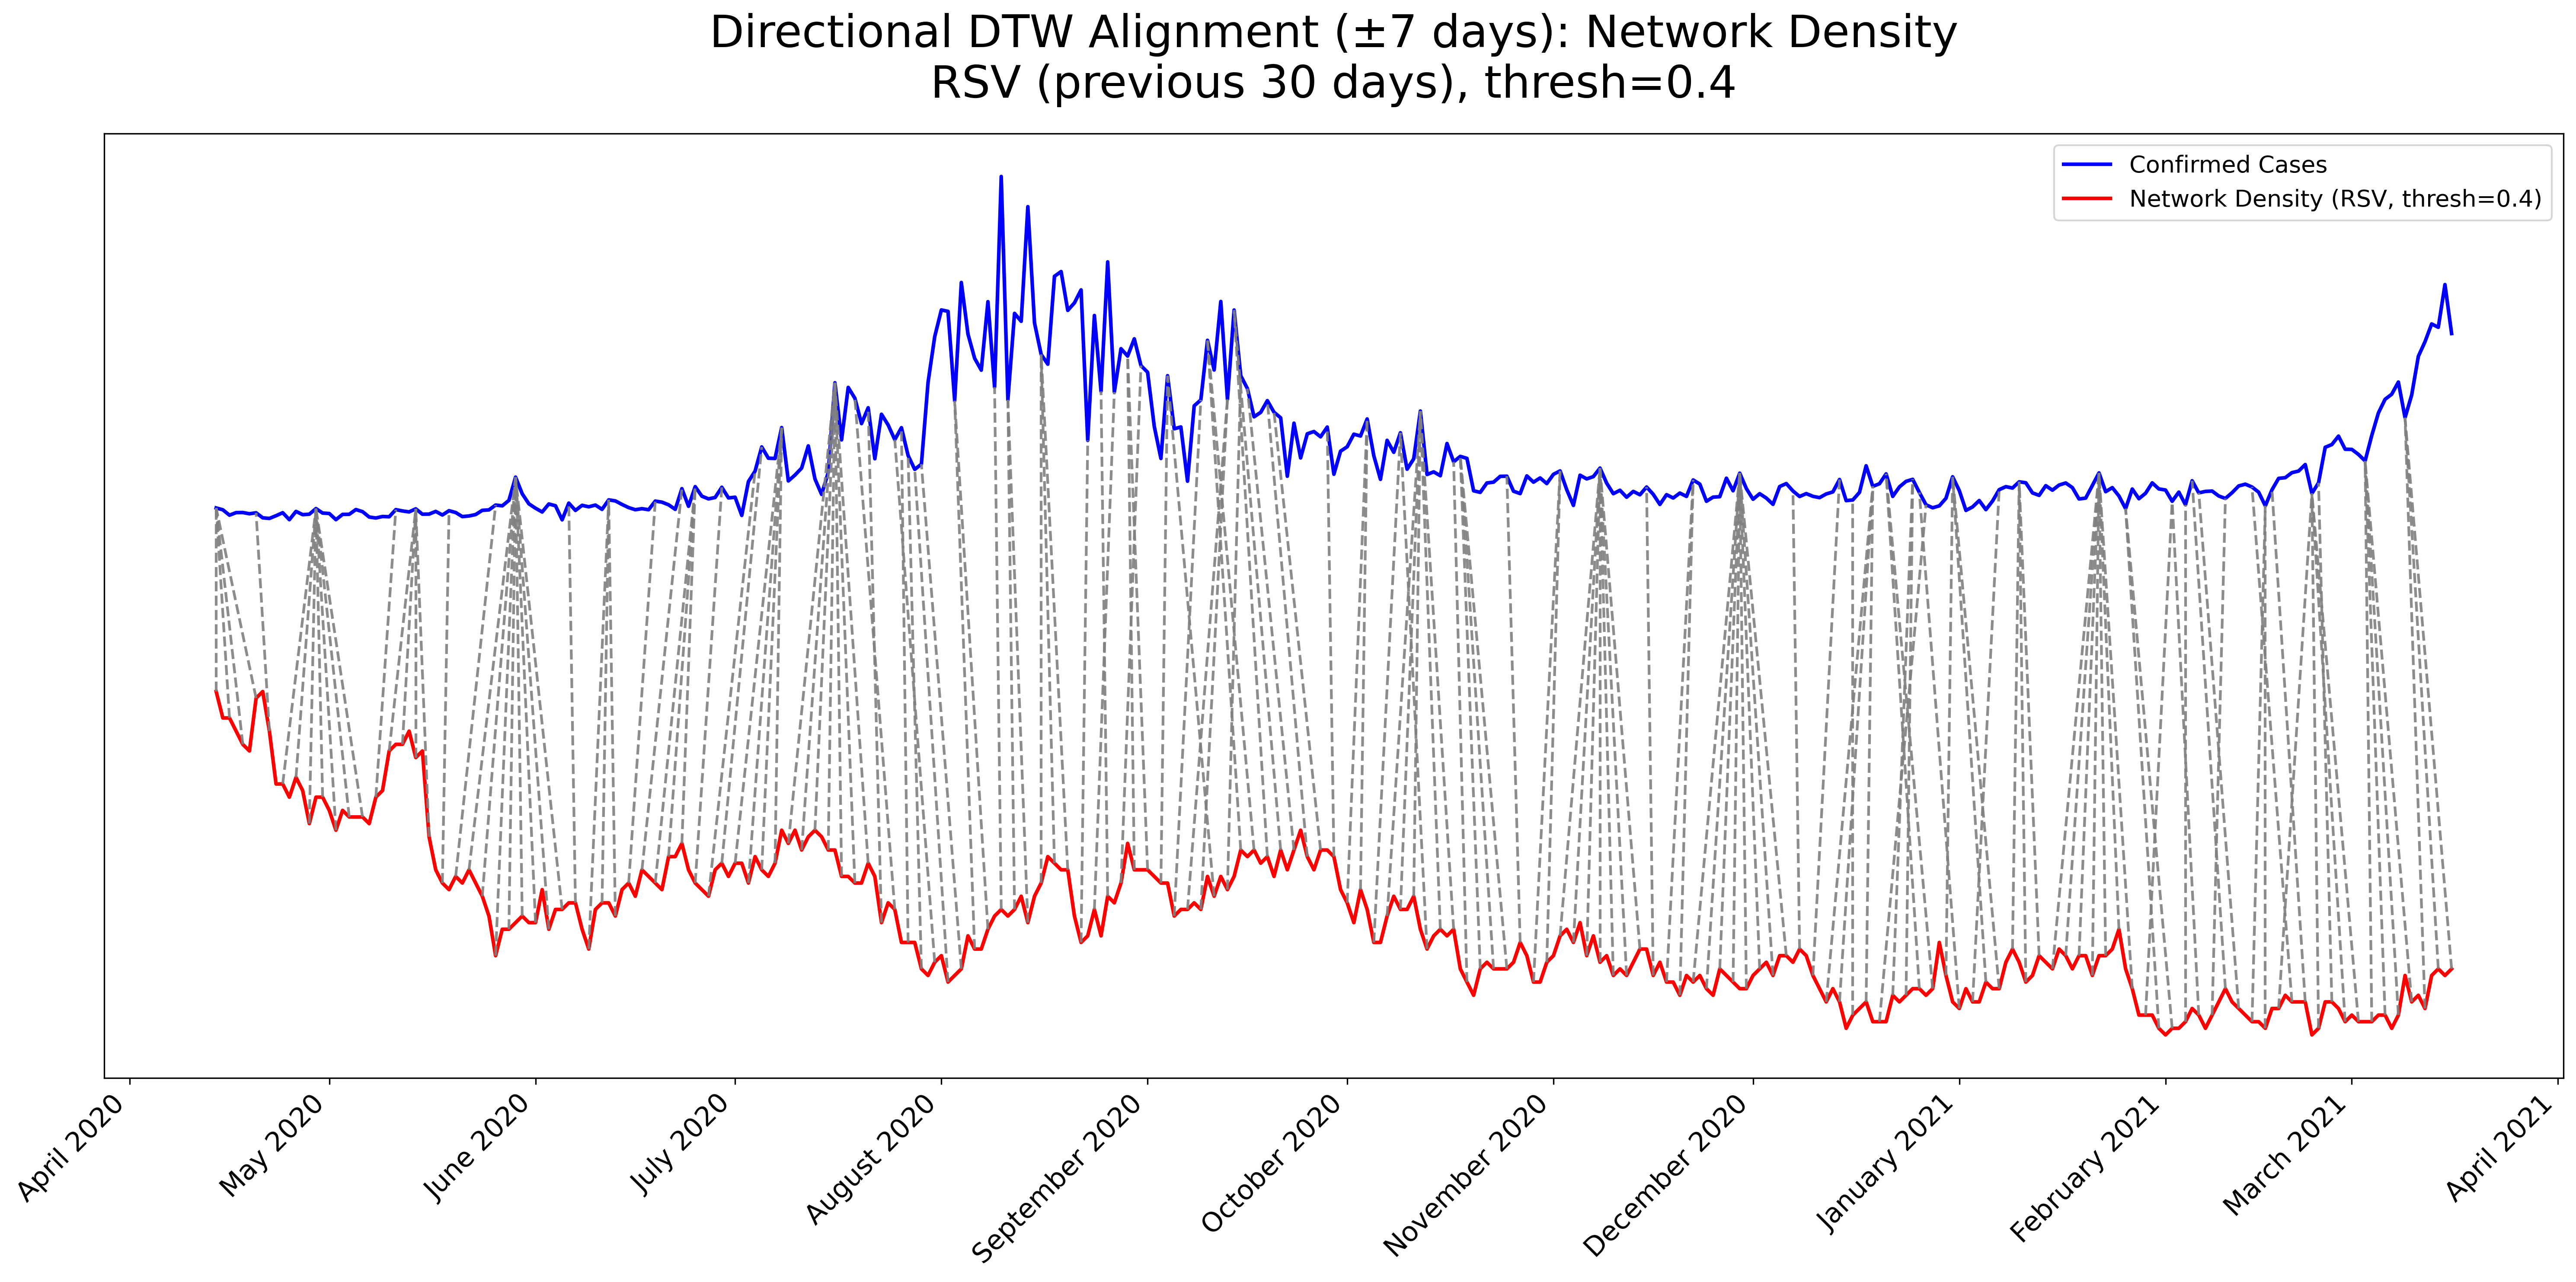 Directional DTW Alignment (±7 days): Network Density
RSV (previous 30 days), thresh=0.4
Confirmed Cases
Network Density (RSV, thresh=0.4)
April 2020
May 2020
June 2020
July 2020
August 2020
September 2020
October 2020
November 2020
December 2020
January 2021
February 2021
March 2021
April 2021